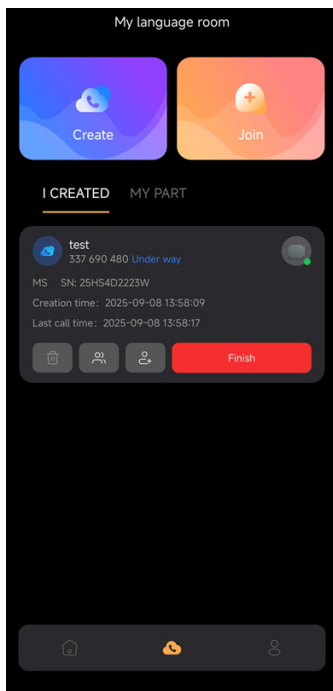 My language room
Create
Join
I CREATED MY PART
test
337 690 480 Under way
MS SN: 25HS4D2223W
Creation time: 2025-09-08 13:58:09
Last call time: 2025-09-08 13:58:17
Finish